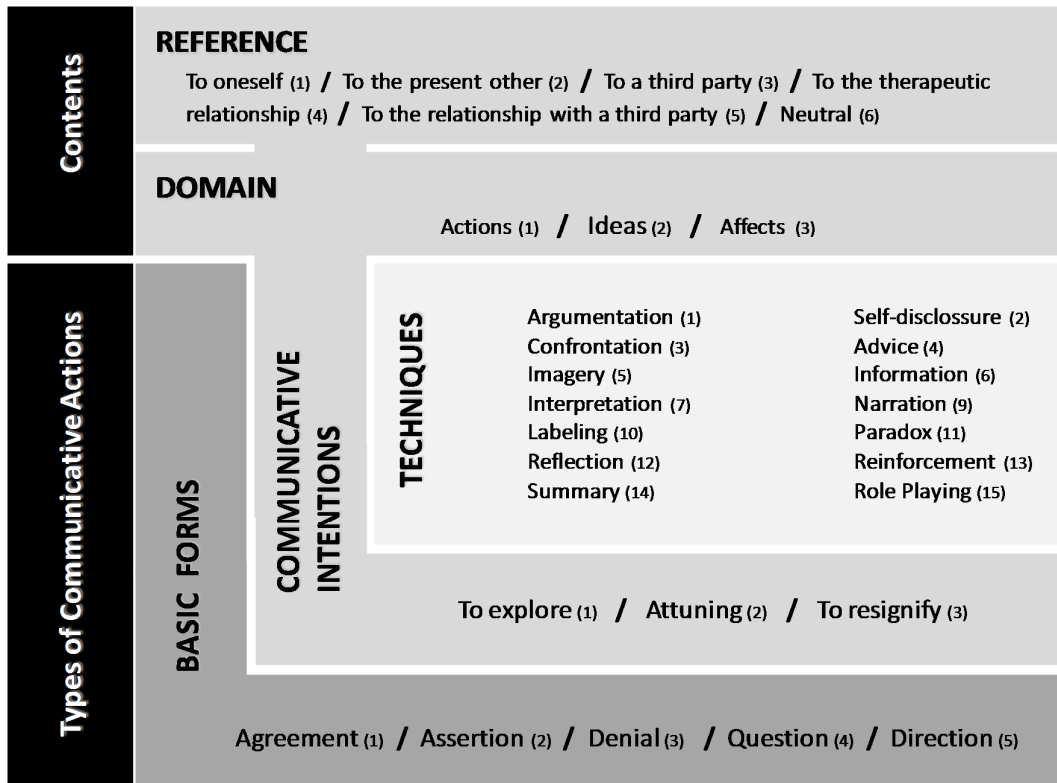 Contents
REFERENCE
To oneself (1) / To the present other (2) / To a third party (3) / To the therapeutic
relationship (4) / To the relationship with a third party (5) / Neutral (6)
DOMAIN
Actions (1) / Ideas (2) / Affects (3)
Types of Communicative Actions
BASIC FORMS
COMMUNICATIVE
INTENTIONS
TECHNIQUES
Argumentation (1) Self-disclossure (2)
Confrontation (3) Advice (4)
Imagery (5) Information (6)
Interpretation (7) Narration (9)
Labeling (10) Paradox (11)
Reflection (12) Reinforcement (13)
Summary (14) Role Playing (15)
To explore (1) / Attuning (2) / To resignify (3)
Agreement (1) / Assertion (2) / Denial (3) / Question (4) / Direction (5)